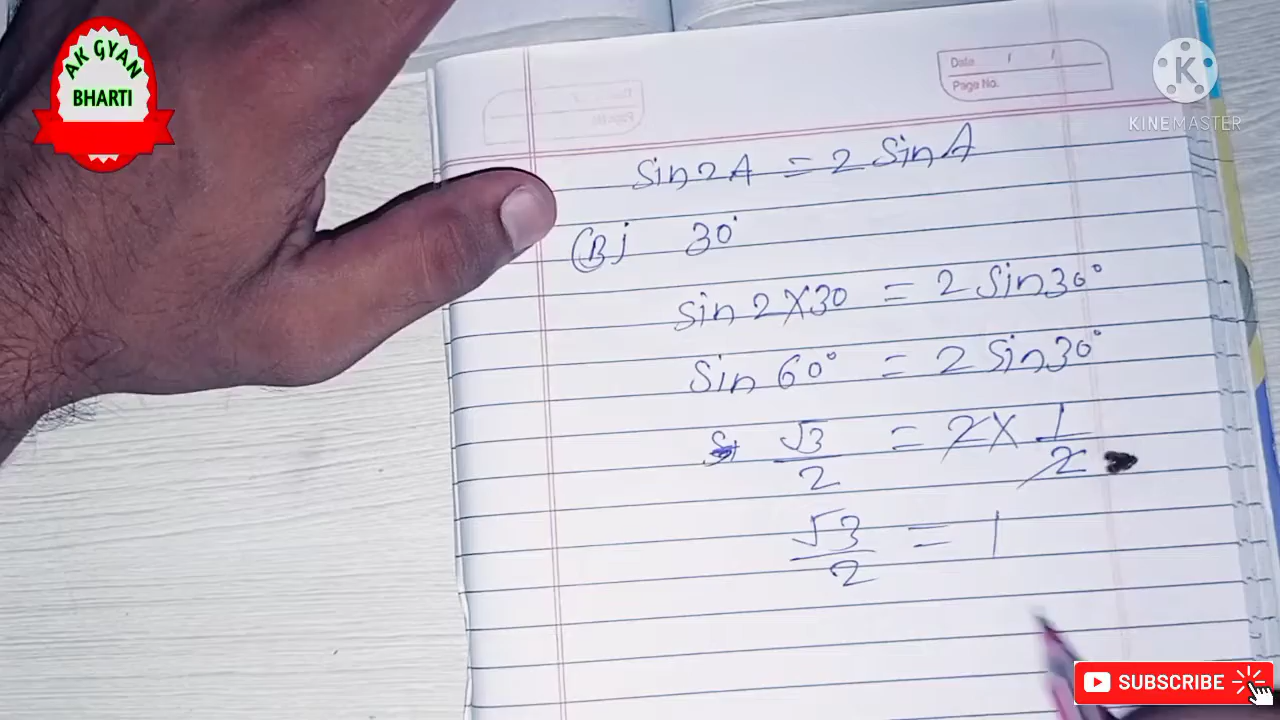 AK GYAN
BHARTI
Date / /
Page No.
K
KINEMASTER
Sin2A = 2 SinA
(B) 30°
Sin 2×30 = 2 Sin30°
Sin 60° = 2 Sin30°
√3/2 = 2× 1/2
√3/2 = 1
SUBSCRIBE